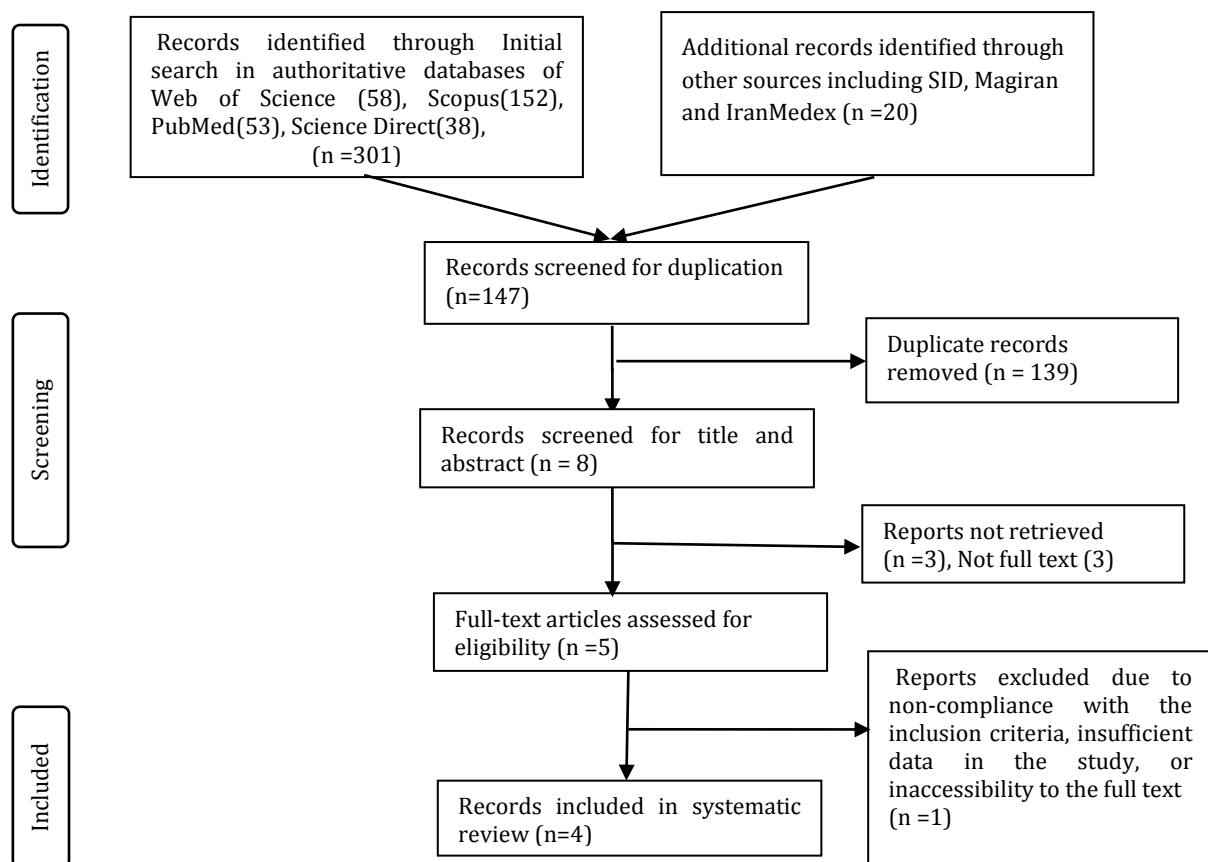 Identification
Records identified through Initial
search in authoritative databases of
Web of Science (58), Scopus(152),
PubMed(53), Science Direct(38),
(n =301)
Additional records identified through
other sources including SID, Magiran
and IranMedex (n =20)
Records screened for duplication
(n=147)
Screening
Duplicate records
removed (n = 139)
Records screened for title and
abstract (n = 8)
Reports not retrieved
(n =3), Not full text (3)
Full-text articles assessed for
eligibility (n =5)
Included
Reports excluded due to
non-compliance with the
inclusion criteria, insufficient
data in the study, or
inaccessibility to the full text
(n =1)
Records included in systematic
review (n=4)